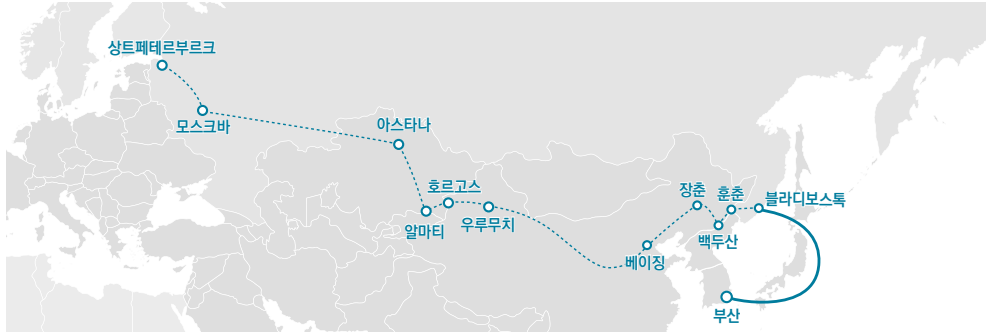 상트페테르부르크
모스크바
아스타나
호르고스
알마티
우루무치
장춘
훈춘
블라디보스톡
백두산
베이징
부산